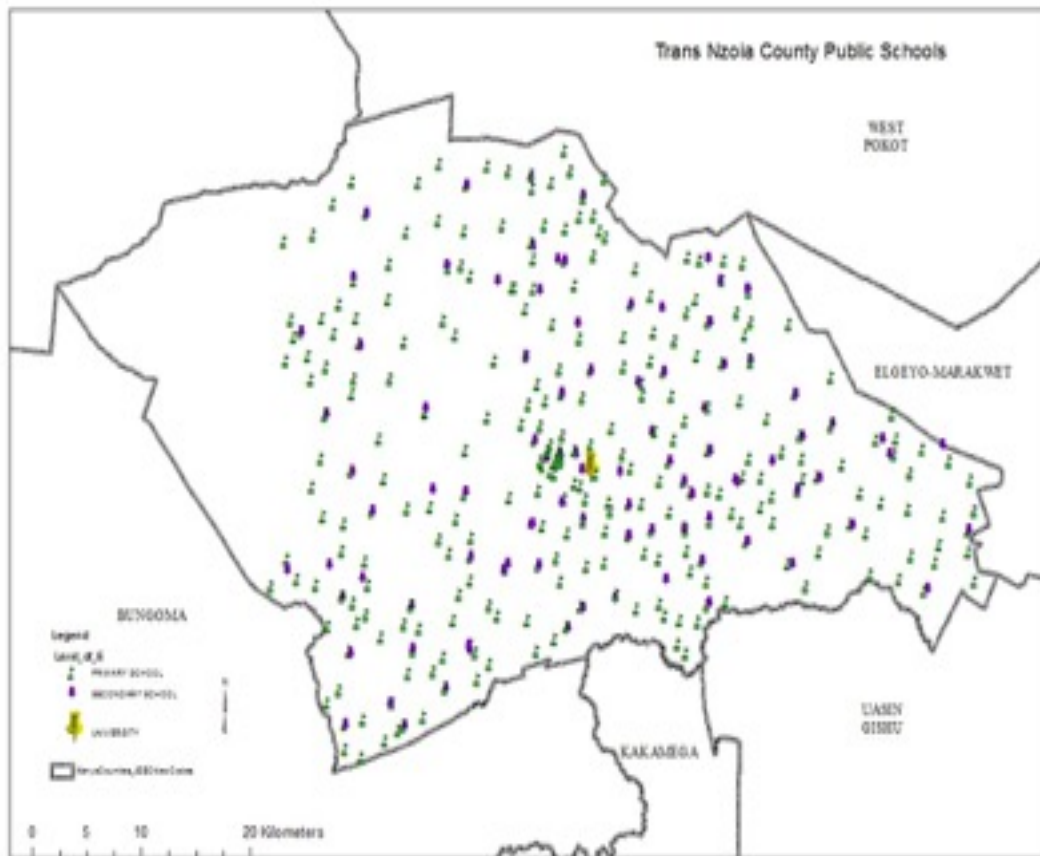 Trans Nzoia County Public Schools
WEST
POKOT
ELGEYO-MARAKWET
BUNGOMA
Legend
PRIMARY SCHOOL
SECONDARY SCHOOL
UNIVERSITY
UASIN
GISHU
KAKAMEGA
0 5 10 20 Kilometers